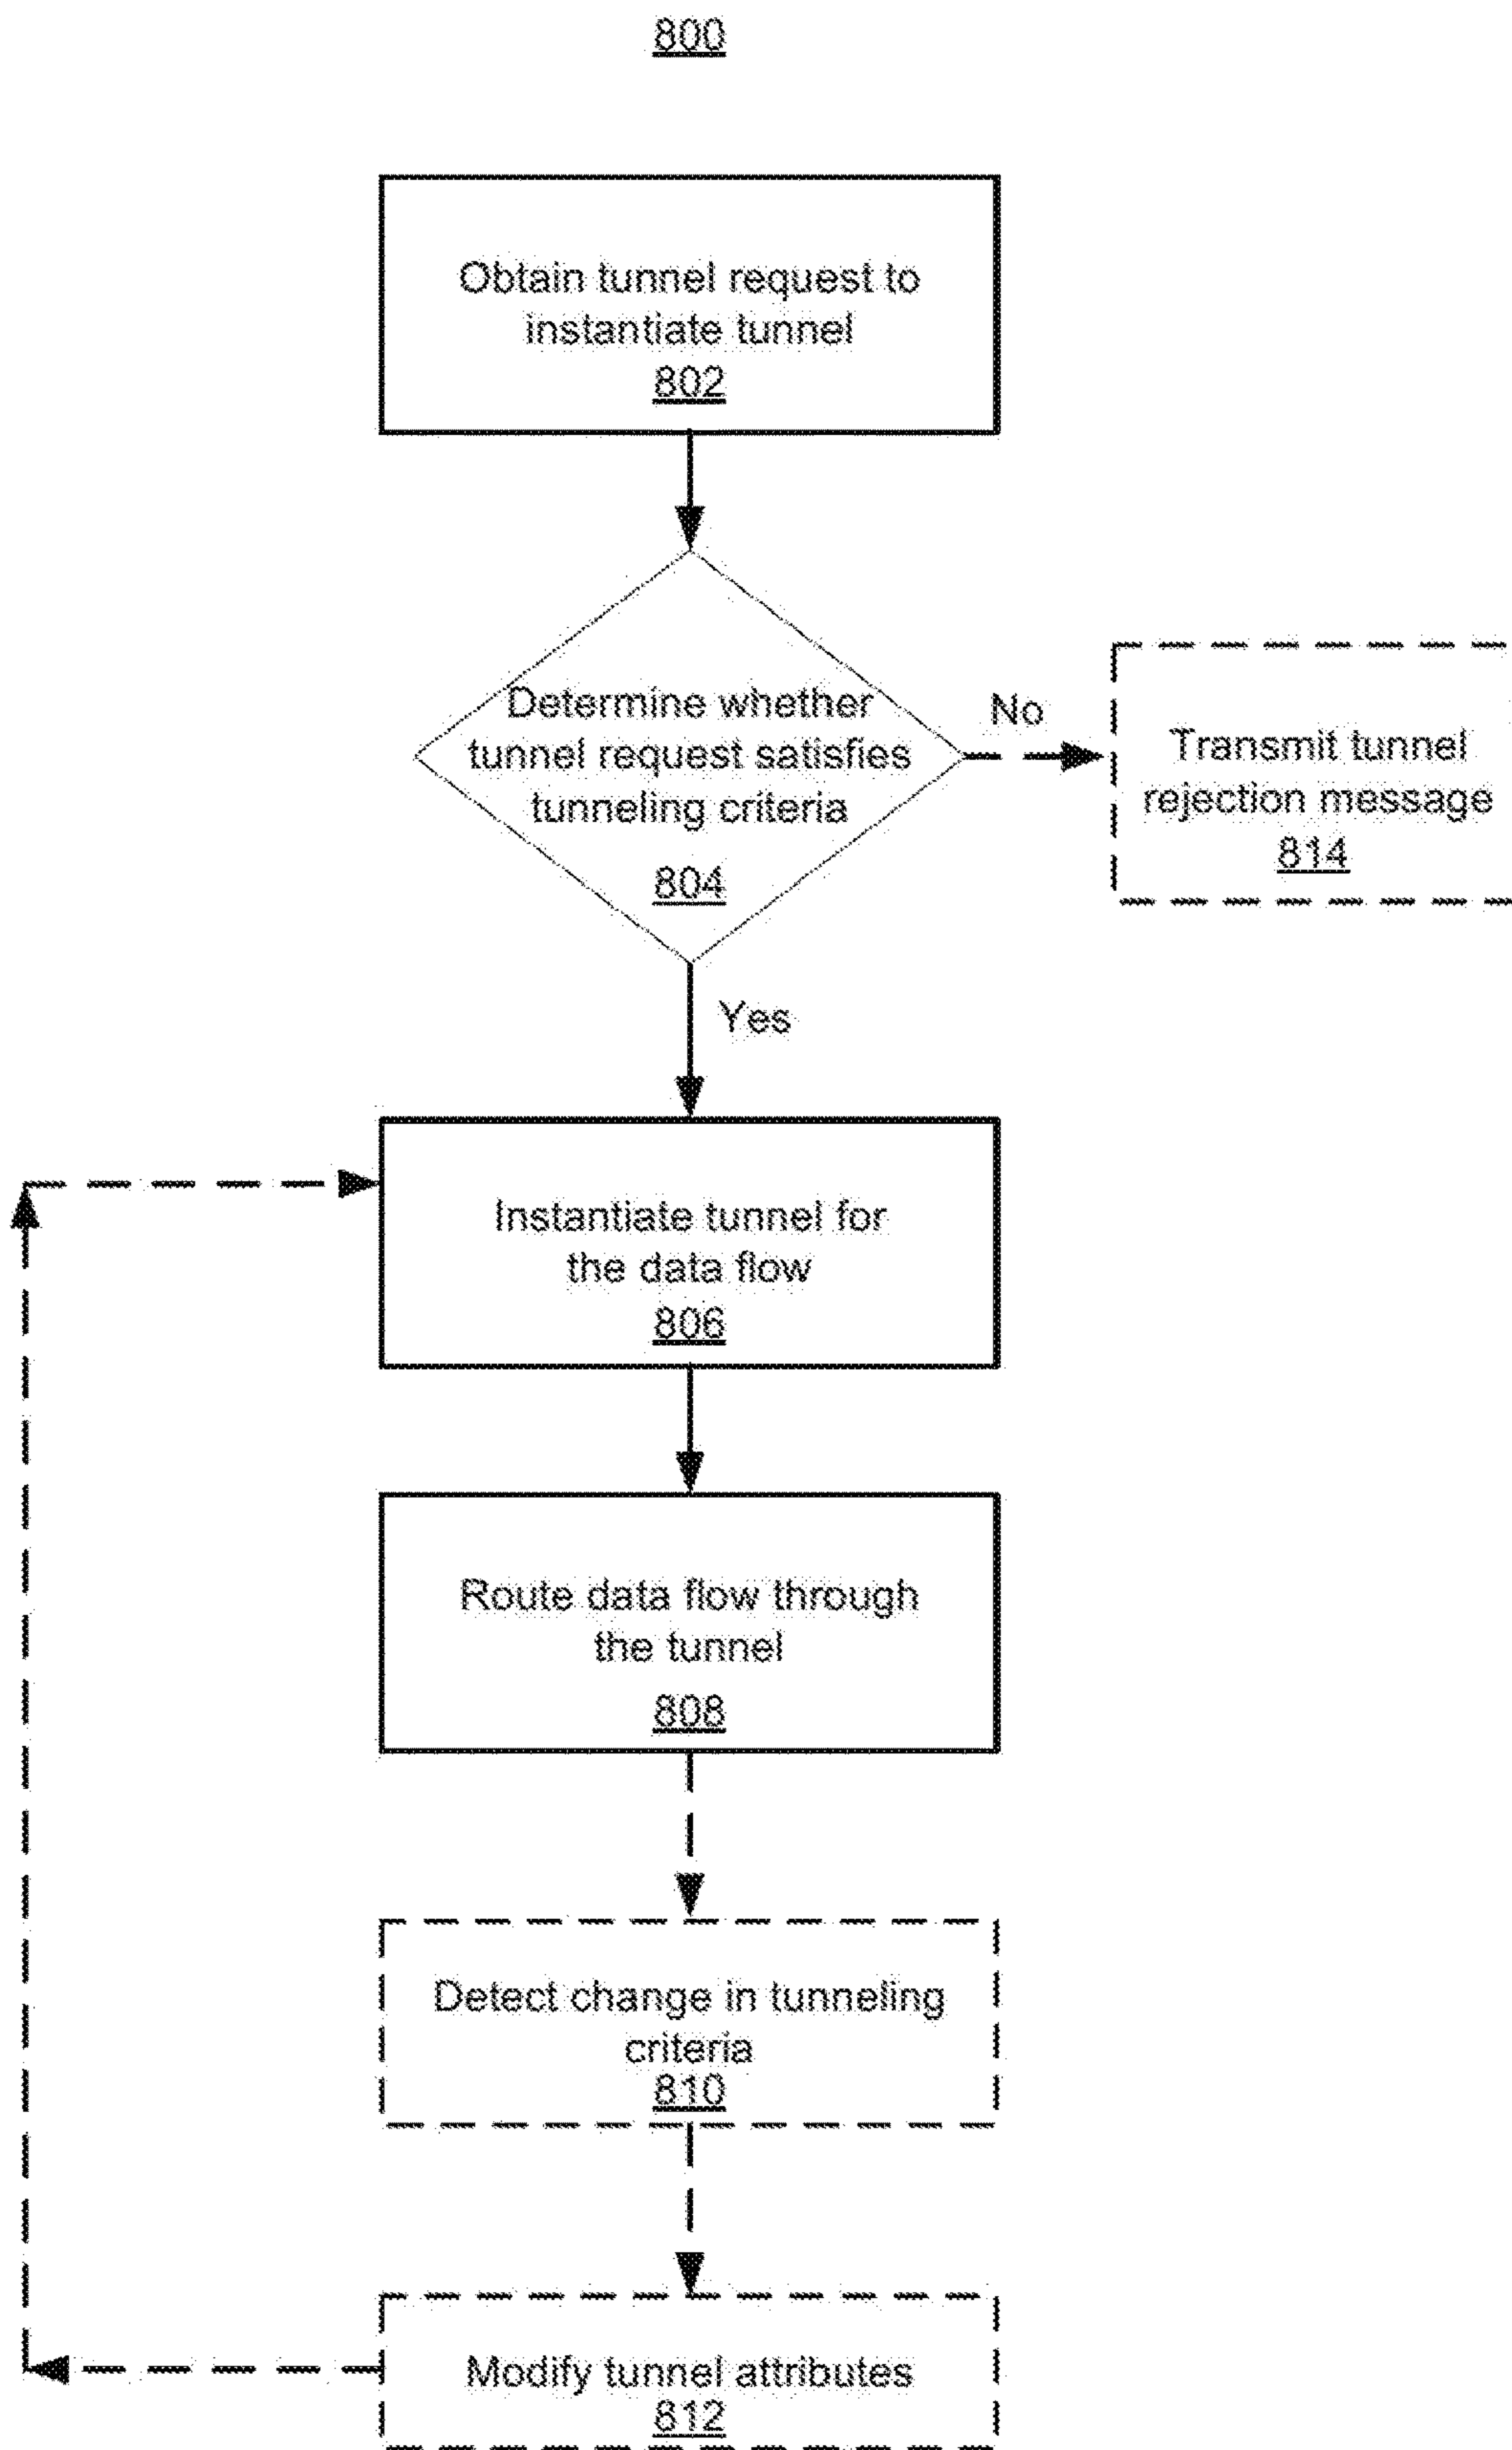 800
Obtain tunnel request to
instantiate tunnel
802
Determine whether
tunnel request satisfies
tunneling criteria
804
No
Transmit tunnel
rejection message
814
Yes
Instantiate tunnel for
the data flow
806
Route data flow through
the tunnel
808
Detect change in tunneling
criteria
810
Modify tunnel attributes
812